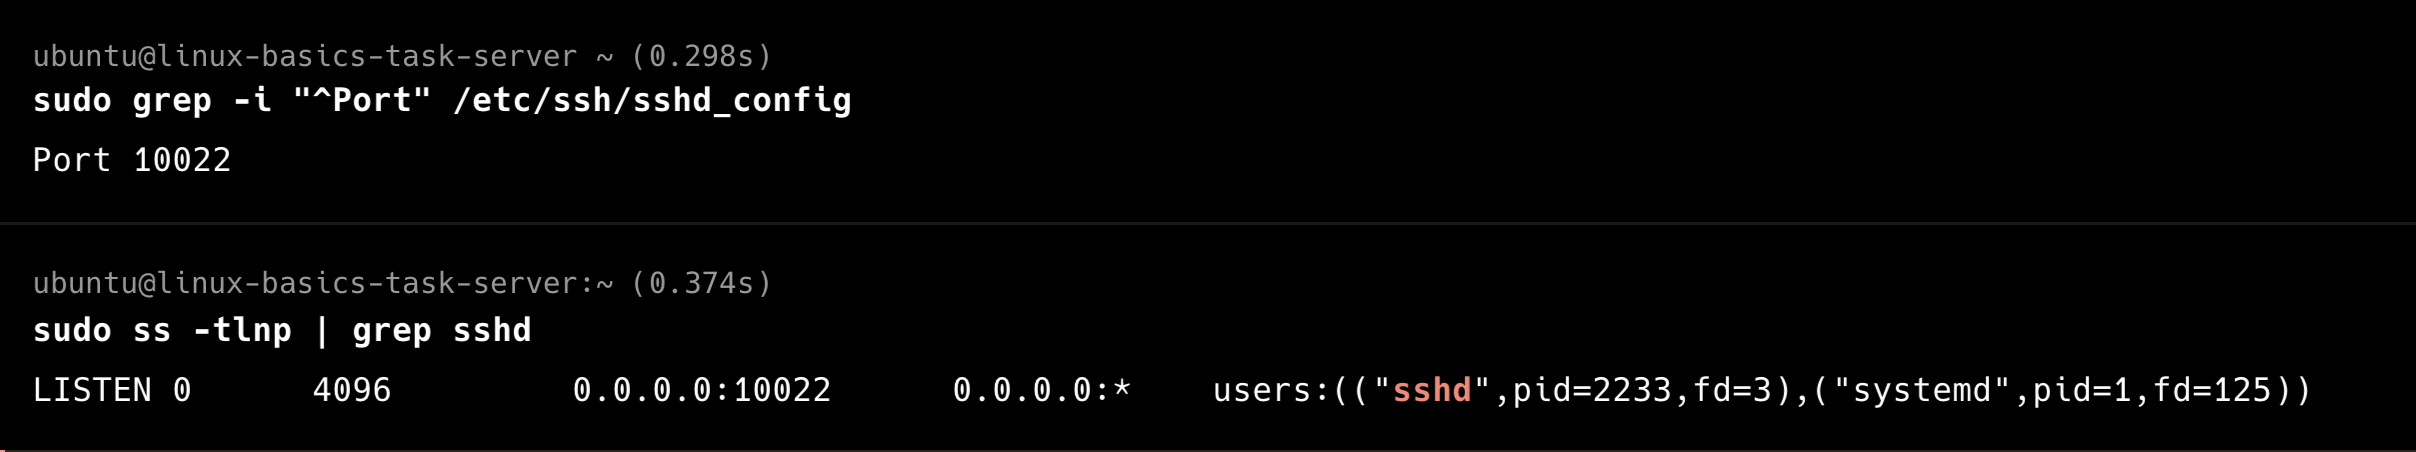 ubuntu@linux-basics-task-server ~ (0.298s)
sudo grep -i "^Port" /etc/ssh/sshd_config
Port 10022
ubuntu@linux-basics-task-server:~ (0.374s)
sudo ss -tlnp | grep sshd
LISTEN 0      4096         0.0.0.0:10022      0.0.0.0:*    users:(("sshd",pid=2233,fd=3),("systemd",pid=1,fd=125))